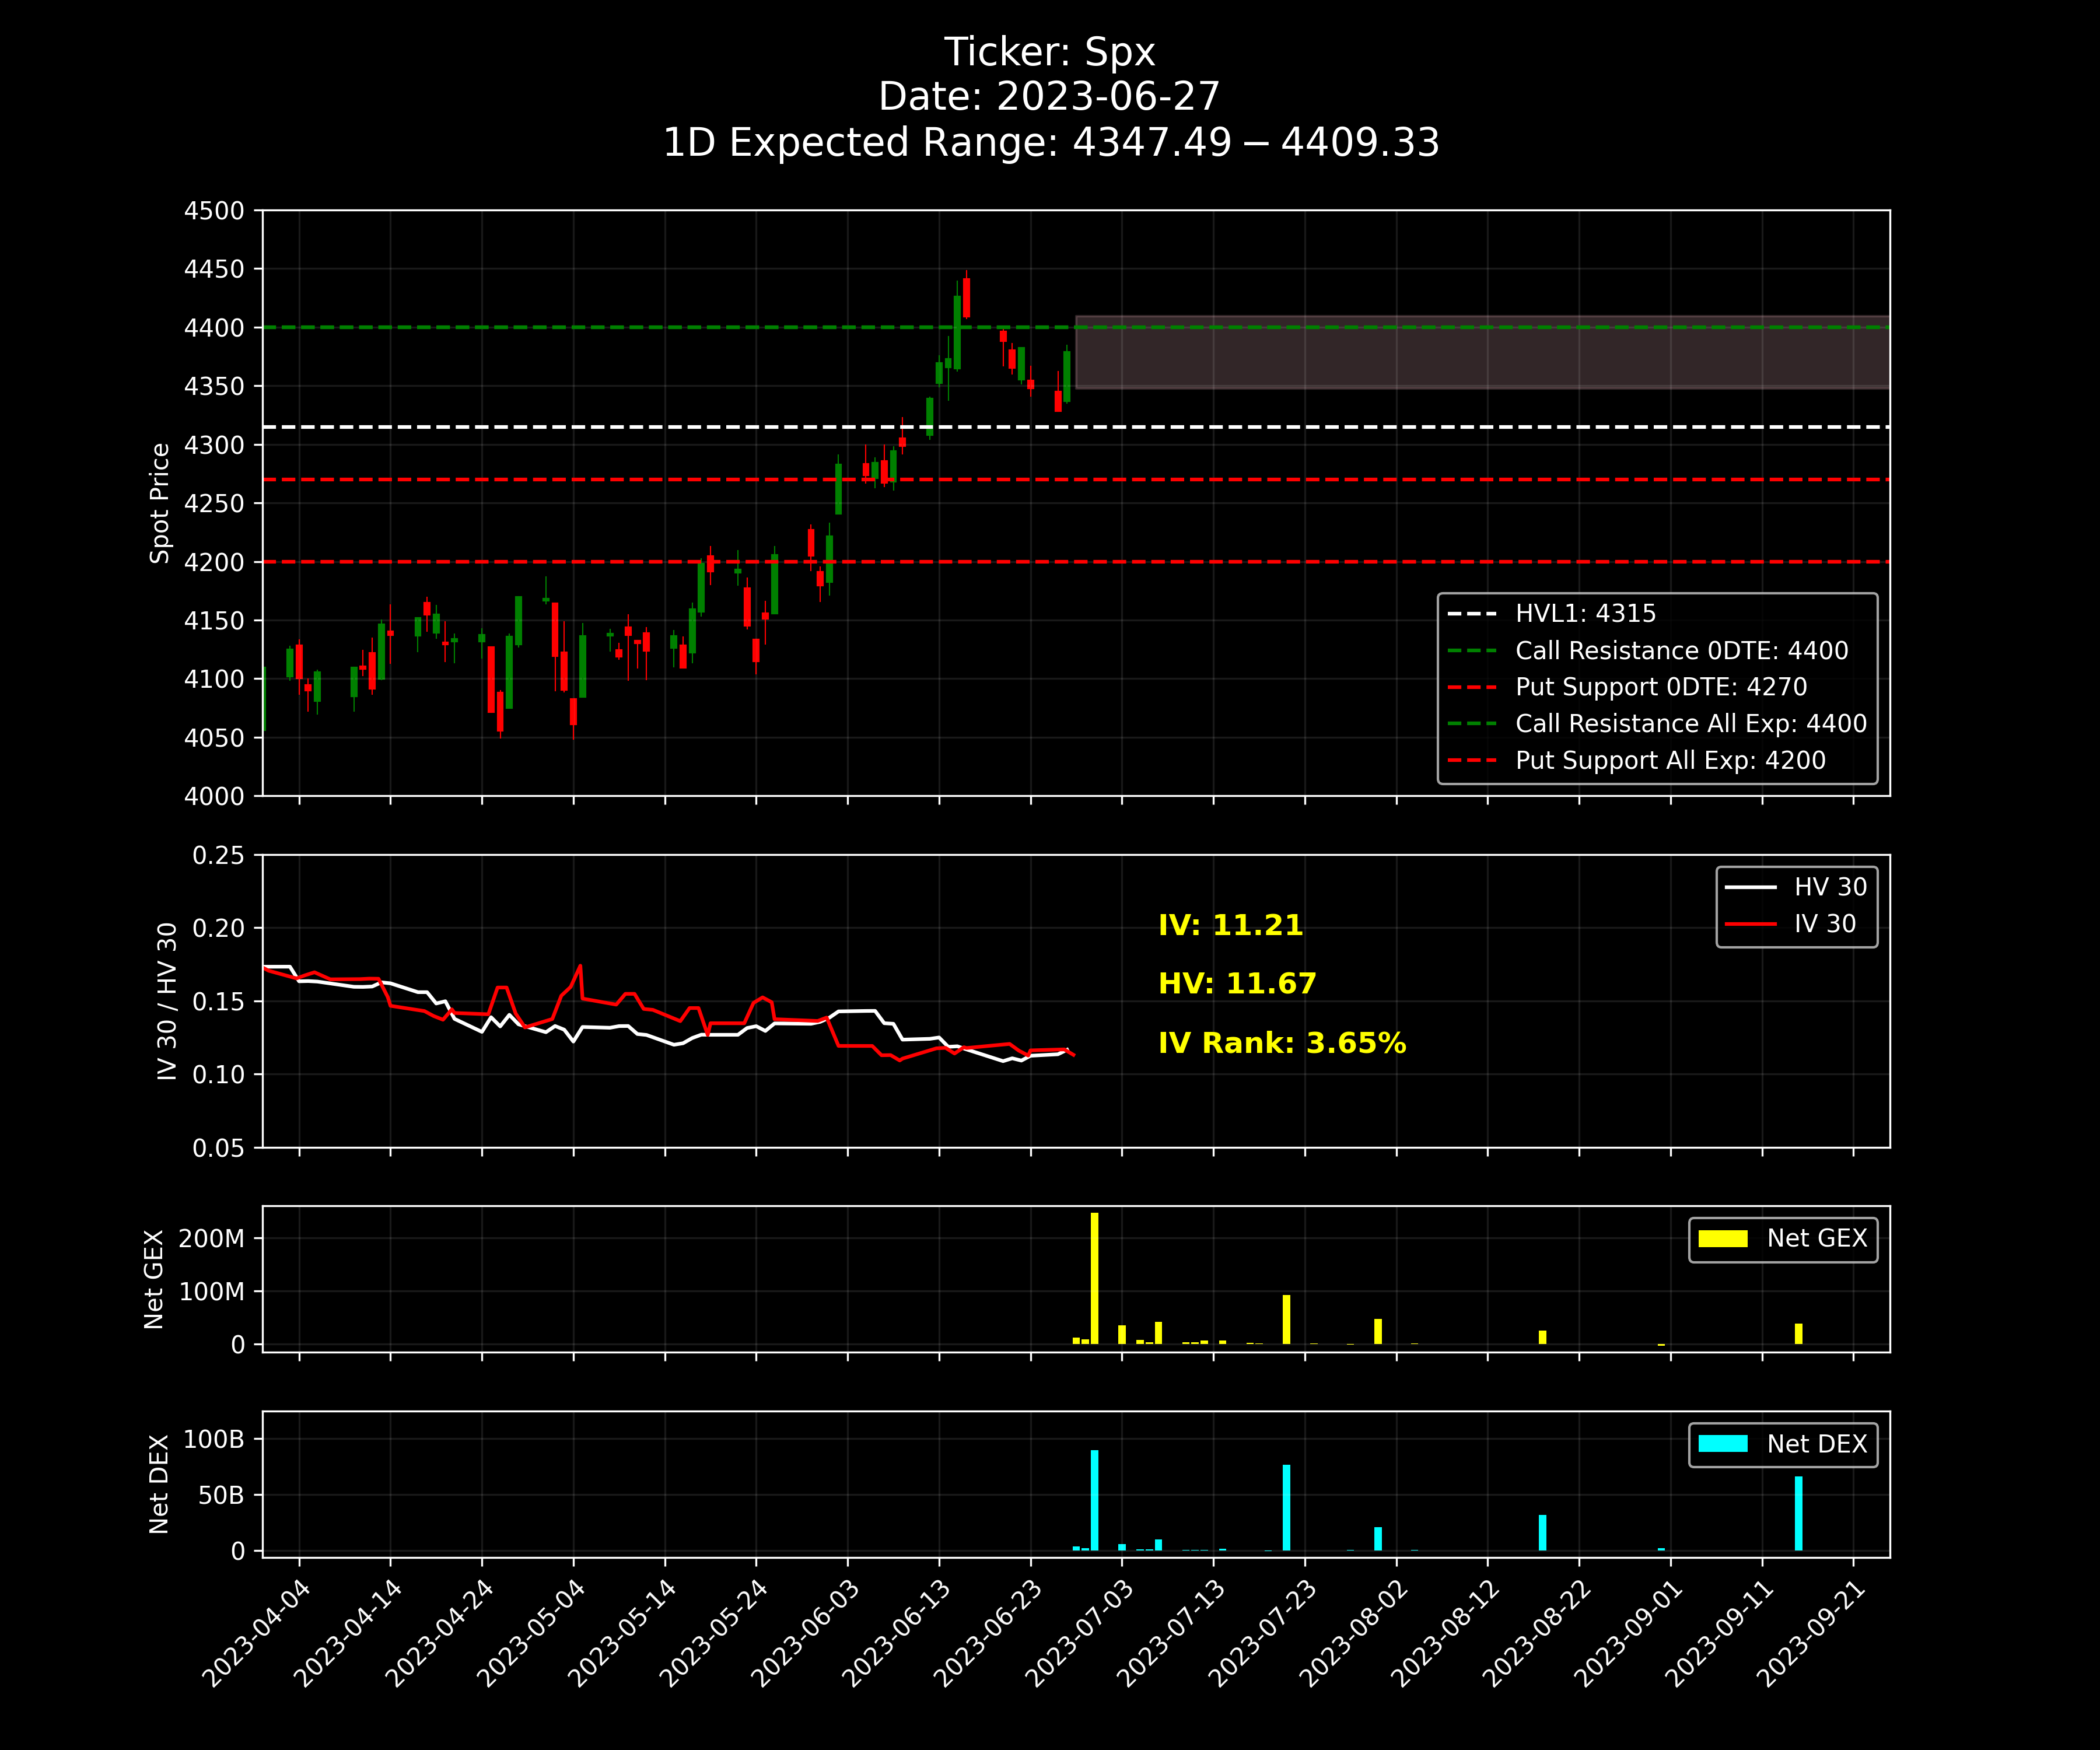 Ticker: Spx
Date: 2023-06-27
1D Expected Range: 4347.49 − 4409.33
4500
4450
4400
4350
4300
4250
4200
4150
4100
4050
4000
Spot Price
HVL1: 4315
Call Resistance 0DTE: 4400
Put Support 0DTE: 4270
Call Resistance All Exp: 4400
Put Support All Exp: 4200
0.25
0.20
0.15
0.10
0.05
IV 30 / HV 30
IV: 11.21
HV: 11.67
IV Rank: 3.65%
HV 30
IV 30
200M
100M
0
Net GEX
Net GEX
100B
50B
0
Net DEX
Net DEX
2023-04-04
2023-04-14
2023-04-24
2023-05-04
2023-05-14
2023-05-24
2023-06-03
2023-06-13
2023-06-23
2023-07-03
2023-07-13
2023-07-23
2023-08-02
2023-08-12
2023-08-22
2023-09-01
2023-09-11
2023-09-21